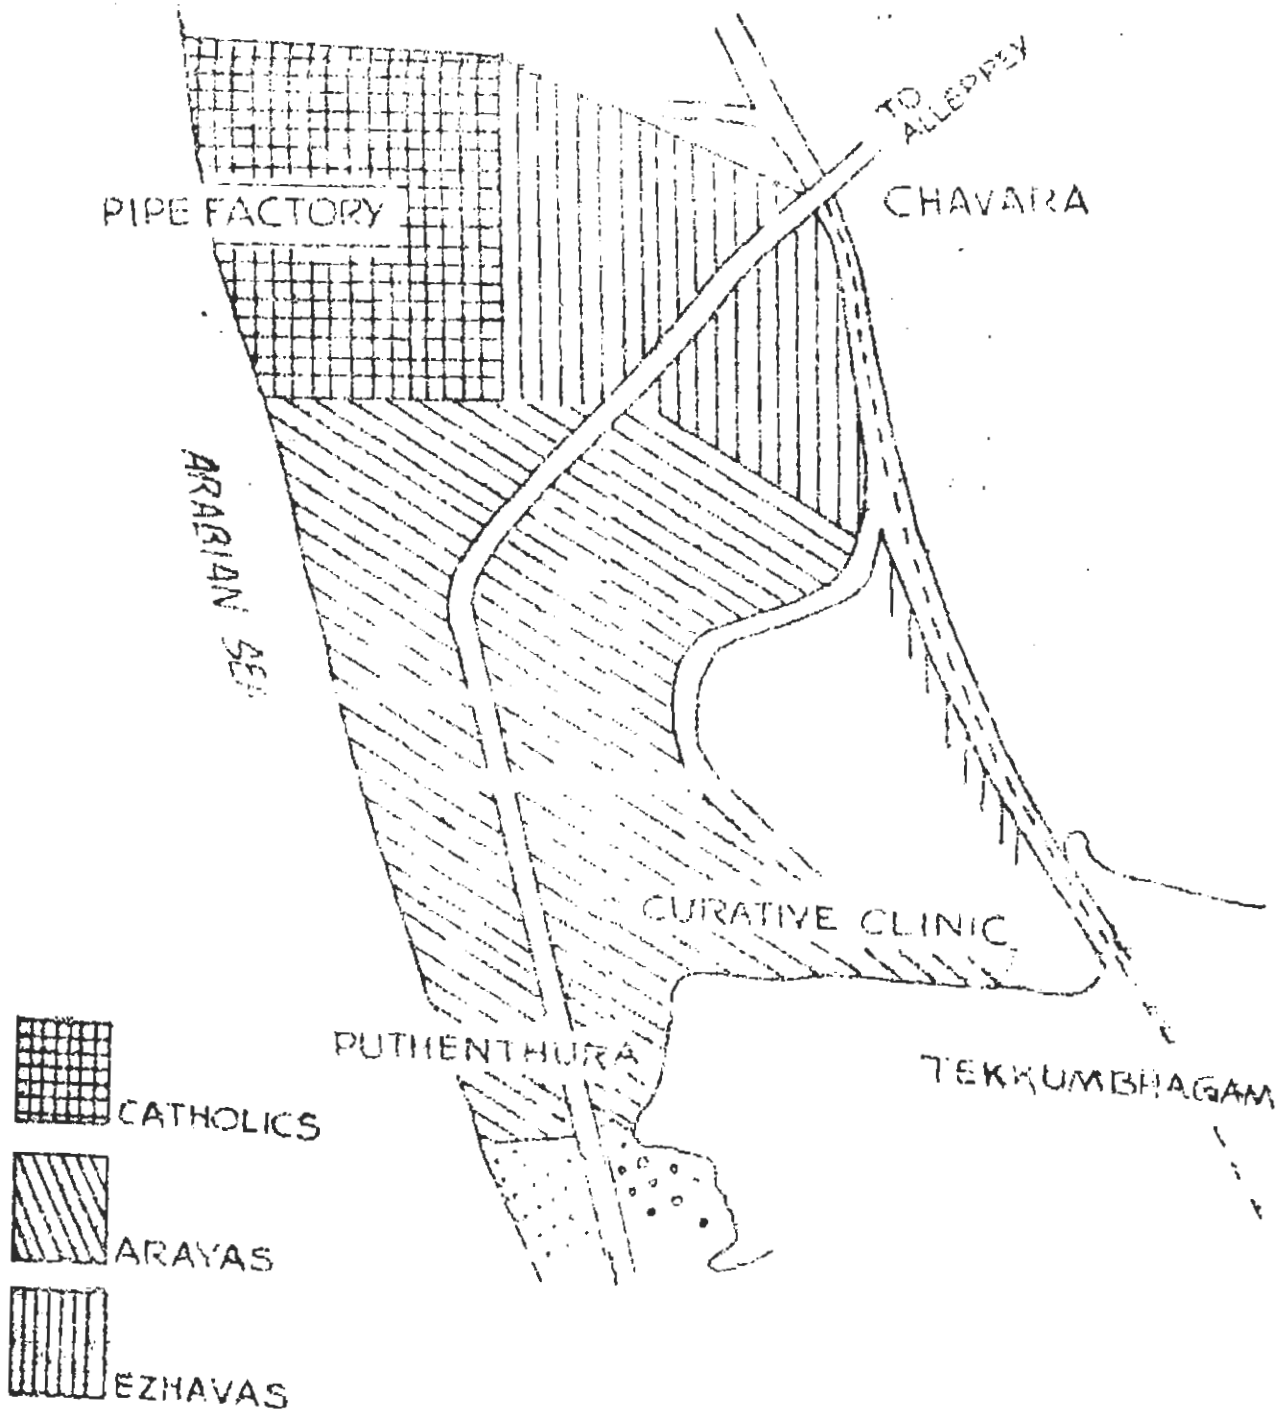 TO
ALLEPPEY
CHAVARA
PIPE FACTORY
ARABIAN SEA
CURATIVE CLINIC
PUTHENTHURA
TEKKUMBHAGAM
CATHOLICS
ARAYAS
EZHAVAS